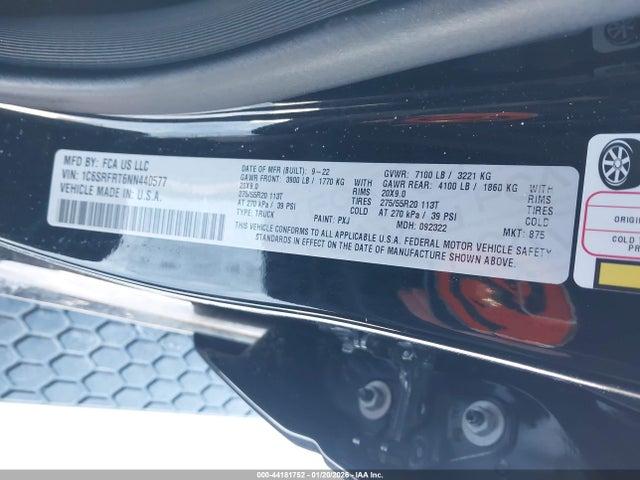 MFD BY: FCA US LLC
VIN: 1C6SRFRT6NN440577
VEHICLE MADE IN: U.S.A.
DATE OF MFR (BUILT): 9-22
GAWR FRONT: 3900 LB / 1770 KG WITH
20X9.0 RIMS
275/55R20 113T TIRES
AT 270 kPa / 39 PSI COLD
TYPE: TRUCK PAINT: PXJ
GVWR: 7100 LB / 3221 KG
GAWR REAR: 4100 LB / 1860 KG WITH
20X9.0 RIMS
275/55R20 113T TIRES
AT 270 kPa / 39 PSI COLD
MDH: 092322 MKT: 875
THIS VEHICLE CONFORMS TO ALL APPLICABLE U.S.A. FEDERAL MOTOR VEHICLE SAFETY
STANDARDS IN EFFECT ON THE DATE OF MANUFACTURE SHOWN ABOVE.
COLD
000-44181752 | 01/20/2026 | IAAI.COM